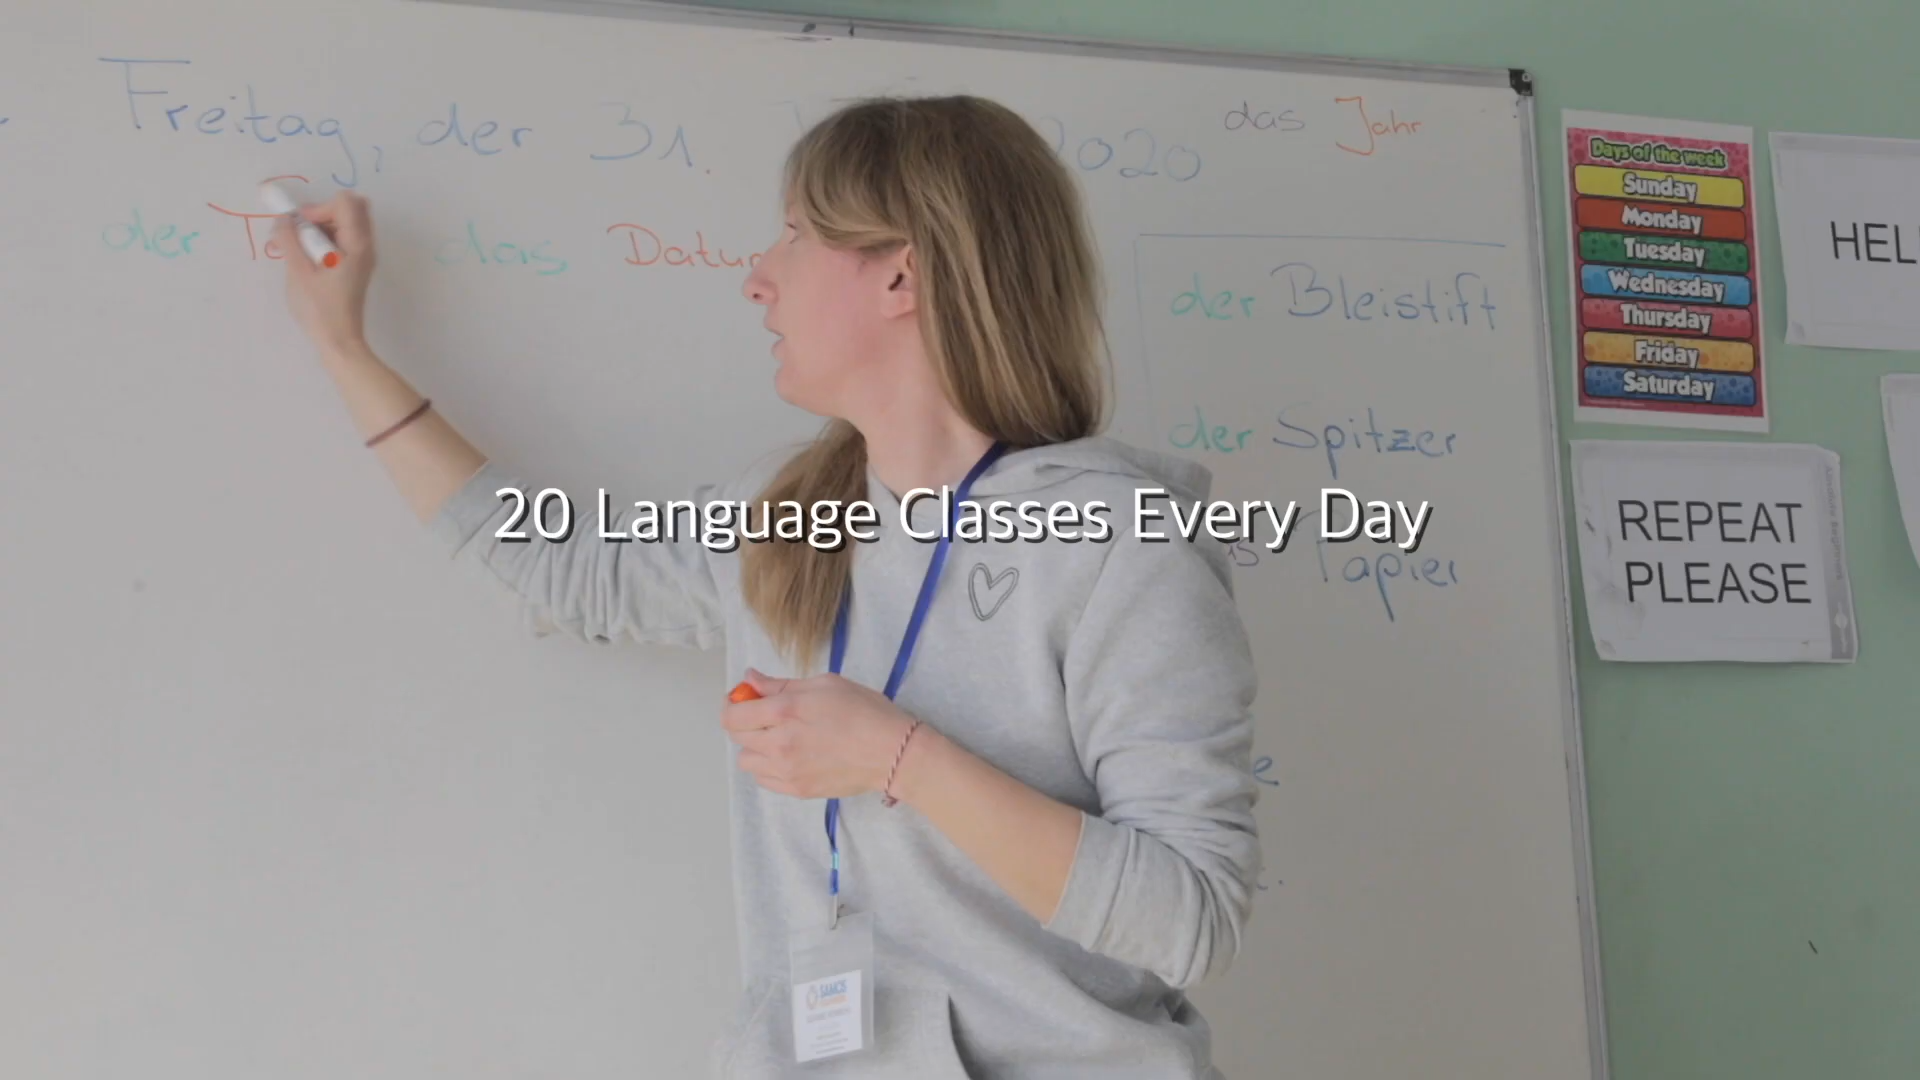 Freitag, der 31. 2020
das Jahr
der das Datum
der Bleistift
der Spitzer
Papier
20 Language Classes Every Day
Days of the week
Sunday
Monday
Tuesday
Wednesday
Thursday
Friday
Saturday
REPEAT
PLEASE